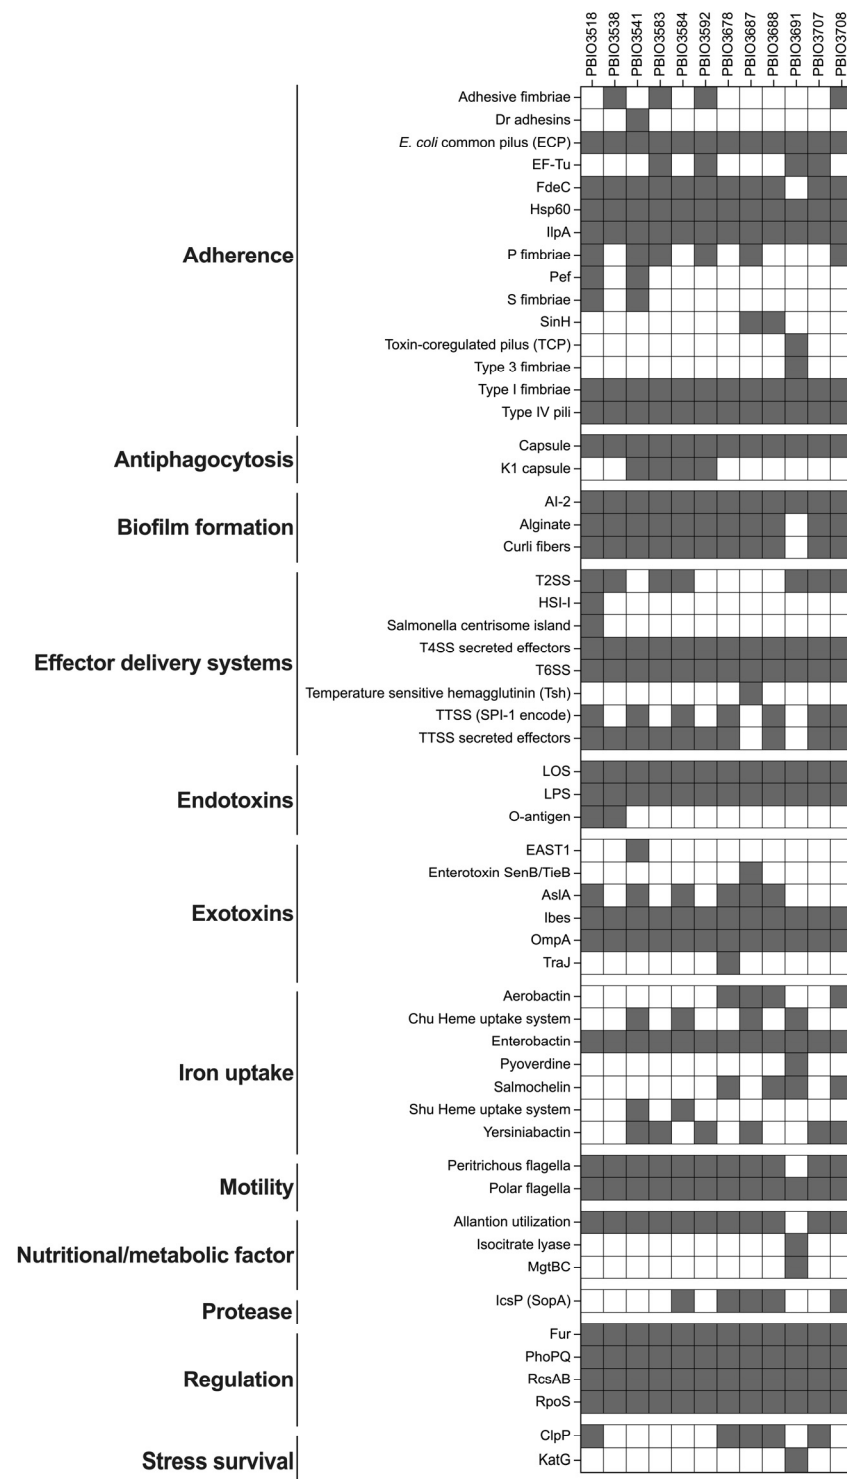 PBIO3518
PBIO3538
PBIO3541
PBIO3583
PBIO3584
PBIO3592
PBIO3678
PBIO3687
PBIO3688
PBIO3691
PBIO3707
PBIO3708
Adherence
Adhesive fimbriae
Dr adhesins
E. coli common pilus (ECP)
EF-Tu
FdeC
Hsp60
IlpA
P fimbriae
Pef
S fimbriae
SinH
Toxin-coregulated pilus (TCP)
Type 3 fimbriae
Type I fimbriae
Type IV pili
Antiphagocytosis
Capsule
K1 capsule
Biofilm formation
AI-2
Alginate
Curli fibers
Effector delivery systems
T2SS
HSI-I
Salmonella centrisome island
T4SS secreted effectors
T6SS
Temperature sensitive hemagglutinin (Tsh)
TTSS (SPI-1 encode)
TTSS secreted effectors
Endotoxins
LOS
LPS
O-antigen
Exotoxins
EAST1
Enterotoxin SenB/TieB
AslA
Ibes
OmpA
TraJ
Iron uptake
Aerobactin
Chu Heme uptake system
Enterobactin
Pyoverdine
Salmochelin
Shu Heme uptake system
Yersiniabactin
Motility
Peritrichous flagella
Polar flagella
Nutritional/metabolic factor
Allantion utilization
Isocitrate lyase
MgtBC
Protease
IcsP (SopA)
Regulation
Fur
PhoPQ
RcsAB
RpoS
Stress survival
ClpP
KatG